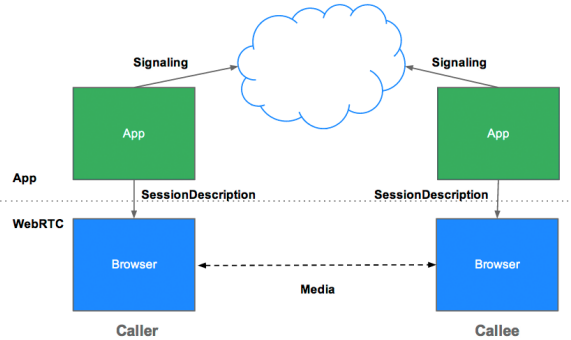 Signaling
Signaling
App
App
App
SessionDescription
SessionDescription
WebRTC
Browser
Browser
Media
Caller
Callee